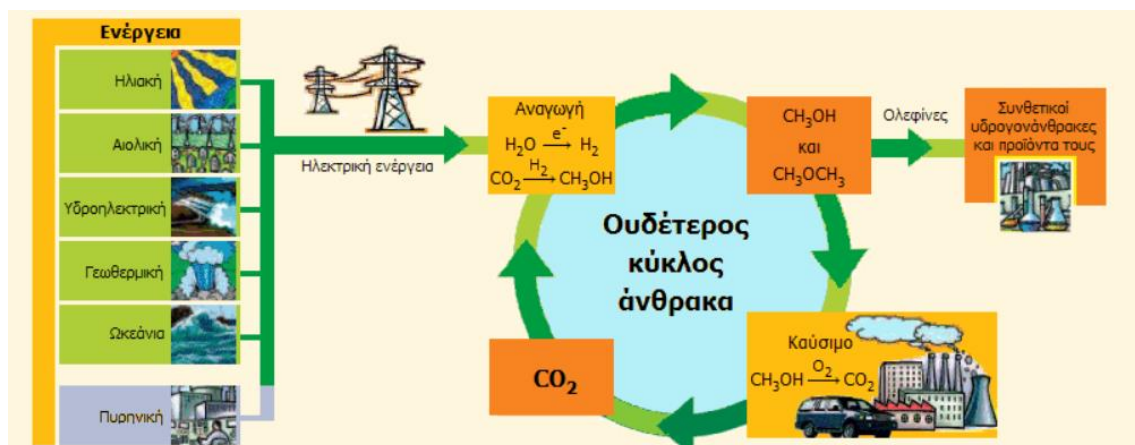 Ενέργεια
Ηλιακή
Αιολική
Υδροηλεκτρική
Γεωθερμική
Ωκεάνια
Πυρηνική
Ηλεκτρική ενέργεια
Αναγωγή
e⁻
H₂O → H₂
H₂
CO₂ → CH₃OH
CH₃OH
και
CH₃OCH₃
Ολεφίνες
Συνθετικοί
υδρογονάνθρακες
και προϊόντα τους
Ουδέτερος
κύκλος
άνθρακα
Καύσιμο
O₂
CH₃OH → CO₂
CO₂